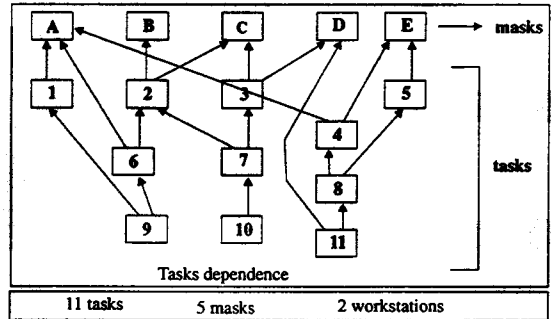 A B C D E masks
1 2 3 5
4
tasks
6 7
8
9 10 11
Tasks dependence
11 tasks 5 masks 2 workstations